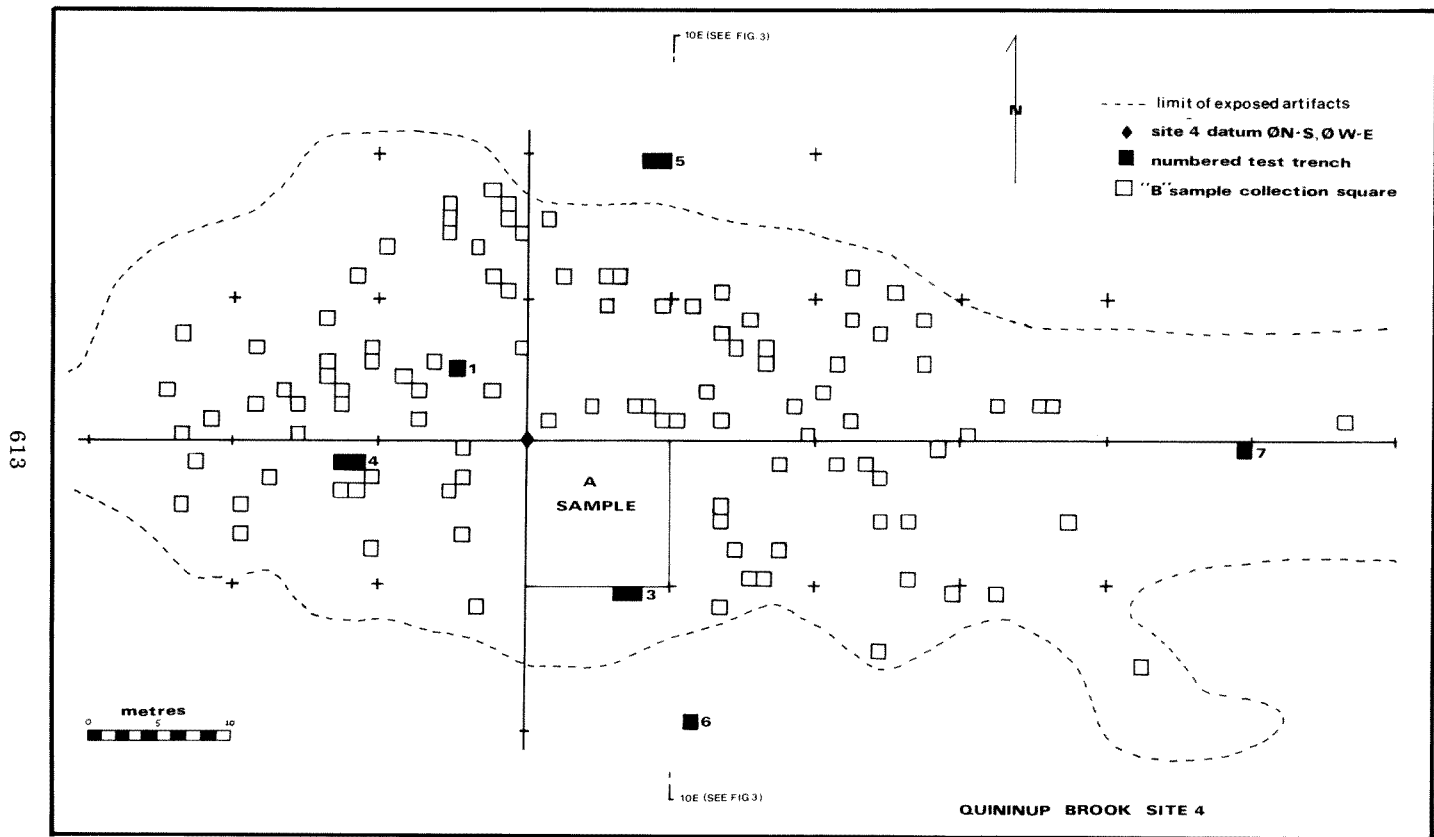 10E (SEE FIG. 3)
N
limit of exposed artifacts
site 4 datum ØN-S, Ø W-E
numbered test trench
"B" sample collection square
5
1
4
7
A
SAMPLE
3
613
metres
0 5 10
6
10E (SEE FIG 3)
QUININUP BROOK SITE 4